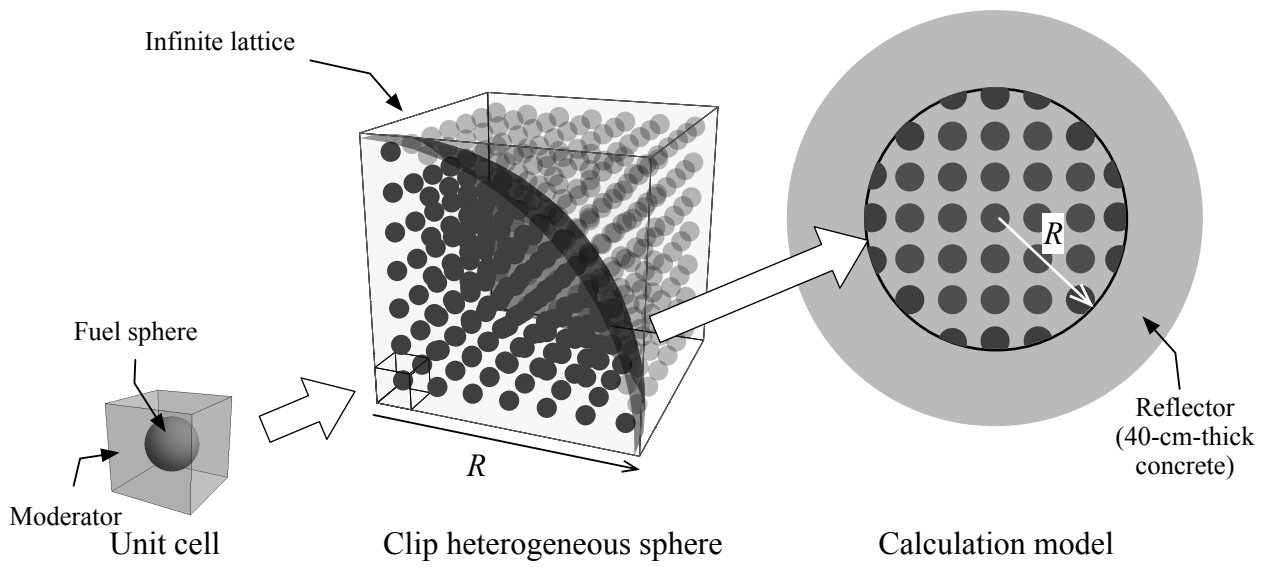 Infinite lattice
R
Fuel sphere
Reflector
(40-cm-thick
concrete)
R
Moderator
Unit cell
Clip heterogeneous sphere
Calculation model